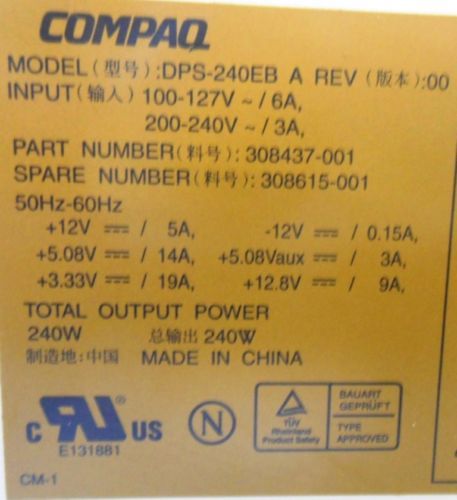 COMPAQ
MODEL(型号):DPS-240EB A REV(版本):00
INPUT(输入) 100-127V ~ / 6A,
200-240V ~ / 3A,
PART NUMBER(料号): 308437-001
SPARE NUMBER(料号): 308615-001
50Hz-60Hz
+12V ⎓ / 5A, -12V ⎓ / 0.15A,
+5.08V ⎓ / 14A, +5.08Vaux ⎓ / 3A,
+3.33V ⎓ / 19A, +12.8V ⎓ / 9A,
TOTAL OUTPUT POWER
240W 总输出 240W
制造地:中国 MADE IN CHINA
C RU US
E131881
N
TÜV
Rheinland
Product Safety
BAUART
GEPRÜFT
TYPE
APPROVED
CM-1